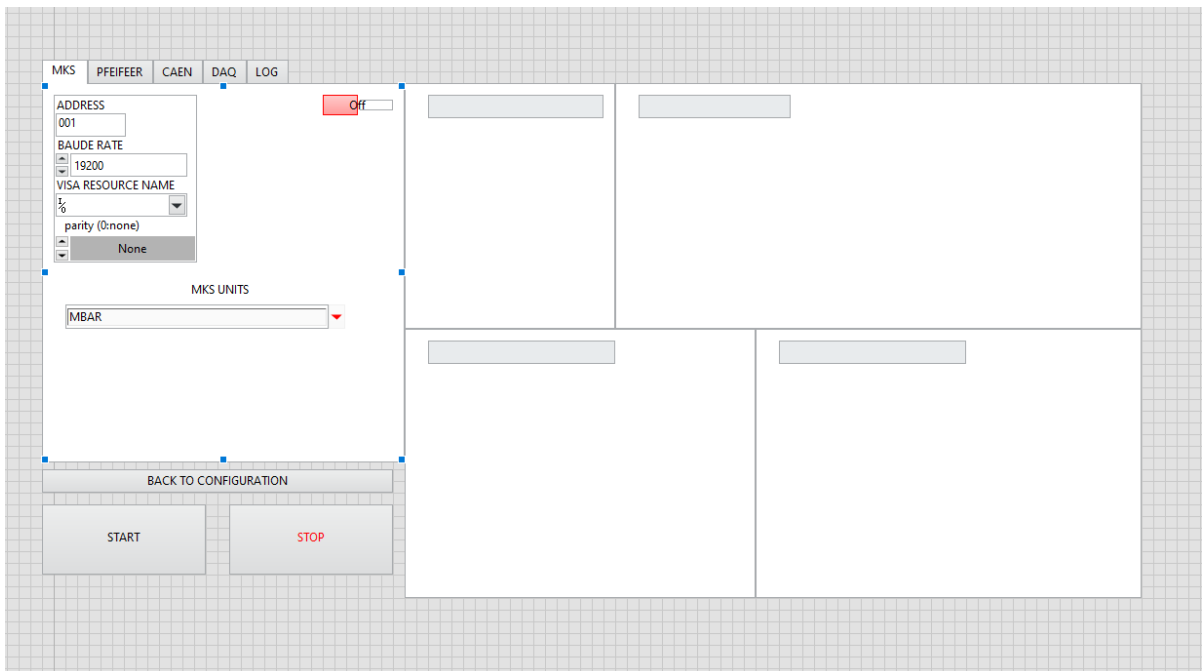 MKS PFEIFEER CAEN DAQ LOG
ADDRESS
Off
001
BAUDE RATE
19200
VISA RESOURCE NAME
I/O
parity (0:none)
None
MKS UNITS
MBAR
BACK TO CONFIGURATION
START STOP